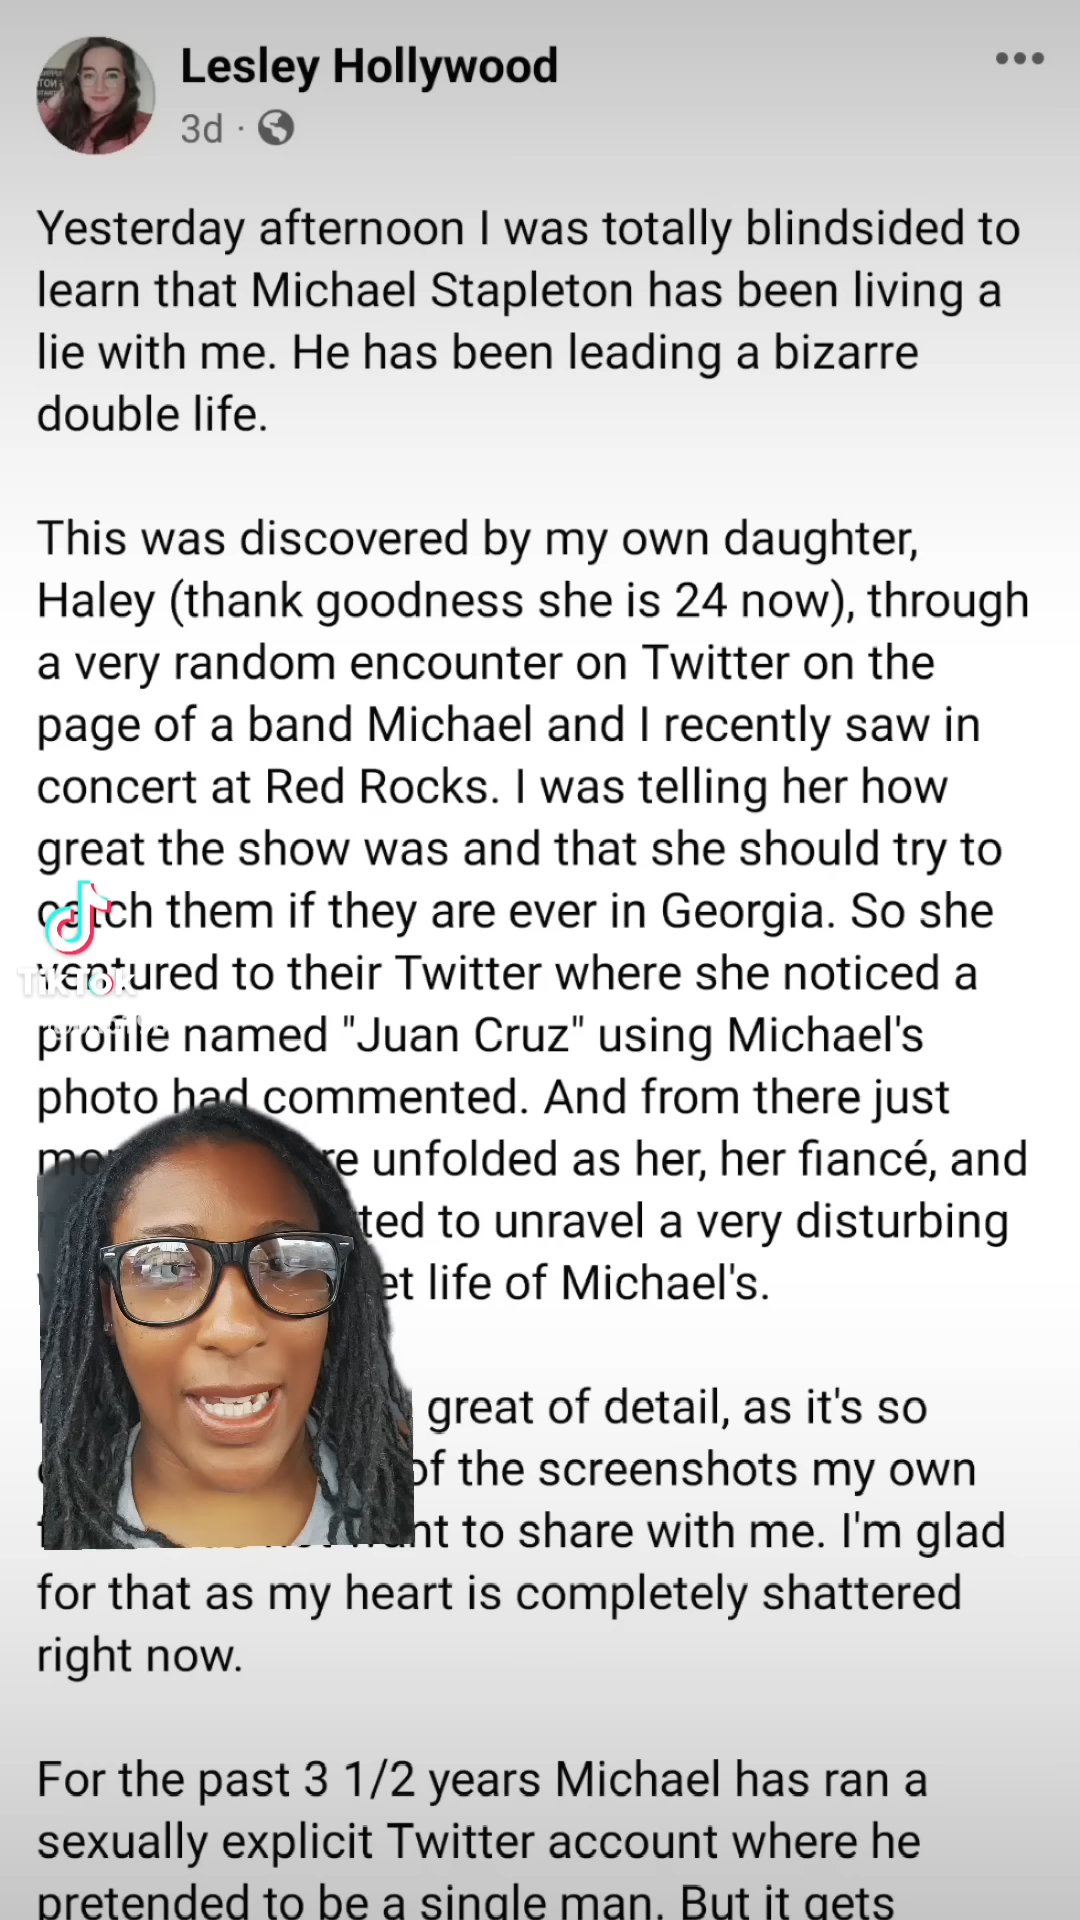 Lesley Hollywood
3d ·
Yesterday afternoon I was totally blindsided to
learn that Michael Stapleton has been living a
lie with me. He has been leading a bizarre
double life.
This was discovered by my own daughter,
Haley (thank goodness she is 24 now), through
a very random encounter on Twitter on the
page of a band Michael and I recently saw in
concert at Red Rocks. I was telling her how
great the show was and that she should try to
catch them if they are ever in Georgia. So she
ventured to their Twitter where she noticed a
TikTok
profile named "Juan Cruz" using Michael's
photo had commented. And from there just
unfolded as her, her fiancé, and
to unravel a very disturbing
life of Michael's.
great of detail, as it's so
of the screenshots my own
to share with me. I'm glad
for that as my heart is completely shattered
right now.
For the past 3 1/2 years Michael has ran a
sexually explicit Twitter account where he
pretended to be a single man. But it gets